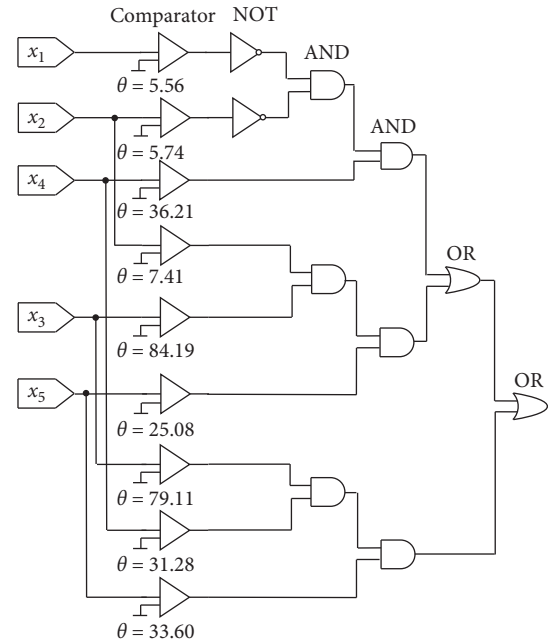 Comparator NOT
x₁
AND
θ = 5.56
x₂
AND
θ = 5.74
x₄
θ = 36.21
OR
θ = 7.41
x₃
θ = 84.19
OR
x₅
θ = 25.08
θ = 79.11
θ = 31.28
θ = 33.60